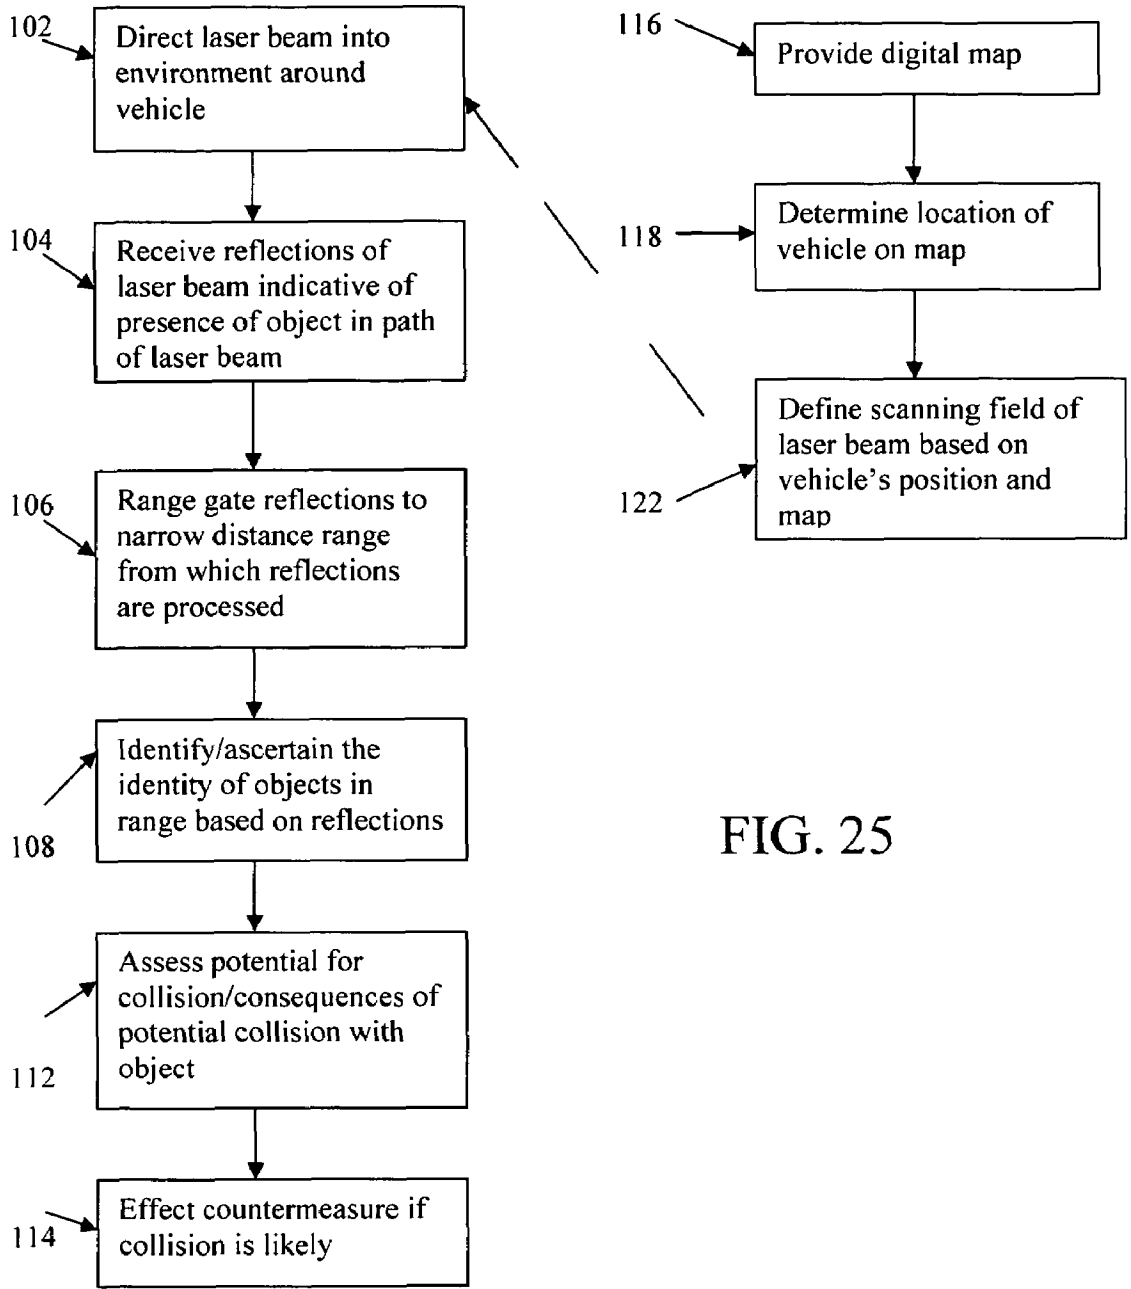 102
Direct laser beam into
environment around
vehicle
104
Receive reflections of
laser beam indicative of
presence of object in path
of laser beam
106
Range gate reflections to
narrow distance range
from which reflections
are processed
108
Identify/ascertain the
identity of objects in
range based on reflections
112
Assess potential for
collision/consequences of
potential collision with
object
114
Effect countermeasure if
collision is likely
116
Provide digital map
118
Determine location of
vehicle on map
122
Define scanning field of
laser beam based on
vehicle's position and
map
FIG. 25